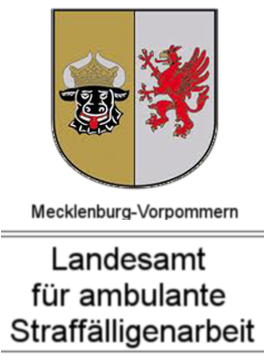 Mecklenburg-Vorpommern
Landesamt
für ambulante
Straffälligenarbeit